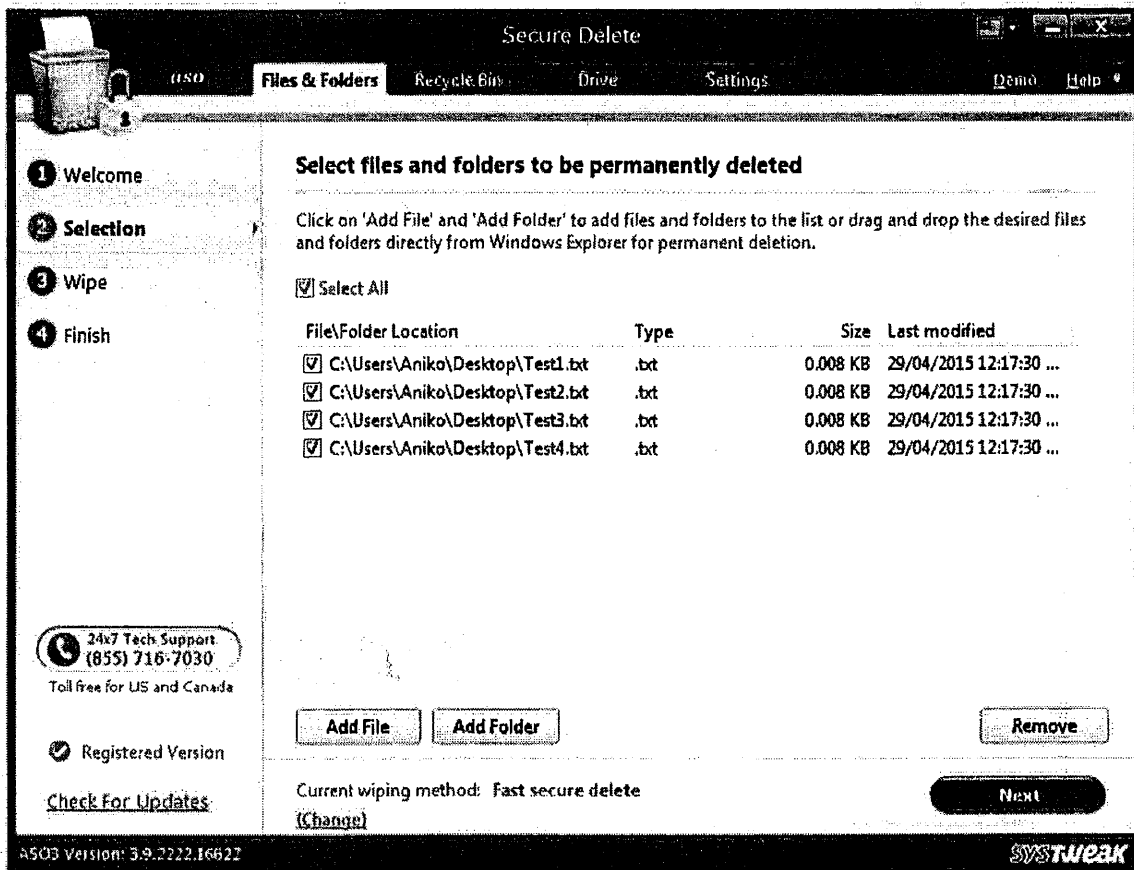 Secure Delete
aso Files & Folders Recycle Bin Drive Settings Demo Help
1 Welcome
2 Selection
3 Wipe
4 Finish
Select files and folders to be permanently deleted
Click on 'Add File' and 'Add Folder' to add files and folders to the list or drag and drop the desired files
and folders directly from Windows Explorer for permanent deletion.
Select All
File\Folder Location Type Size Last modified
C:\Users\Aniko\Desktop\Test1.txt .txt 0.008 KB 29/04/2015 12:17:30 ...
C:\Users\Aniko\Desktop\Test2.txt .txt 0.008 KB 29/04/2015 12:17:30 ...
C:\Users\Aniko\Desktop\Test3.txt .txt 0.008 KB 29/04/2015 12:17:30 ...
C:\Users\Aniko\Desktop\Test4.txt .txt 0.008 KB 29/04/2015 12:17:30 ...
24x7 Tech Support
(855) 716-7030
Toll free for US and Canada
Registered Version
Check For Updates
Add File Add Folder Remove
Current wiping method: Fast secure delete
(Change)
Next
ASO3 Version: 3.9.2222.16622
sysTweak